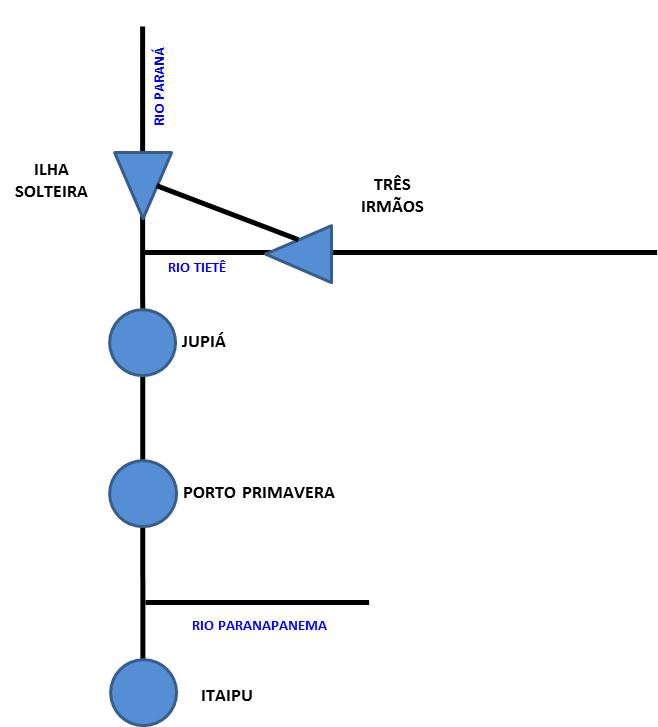 RIO PARANÁ
ILHA
SOLTEIRA
TRÊS
IRMÃOS
RIO TIETÊ
JUPIÁ
PORTO PRIMAVERA
RIO PARANAPANEMA
ITAIPU